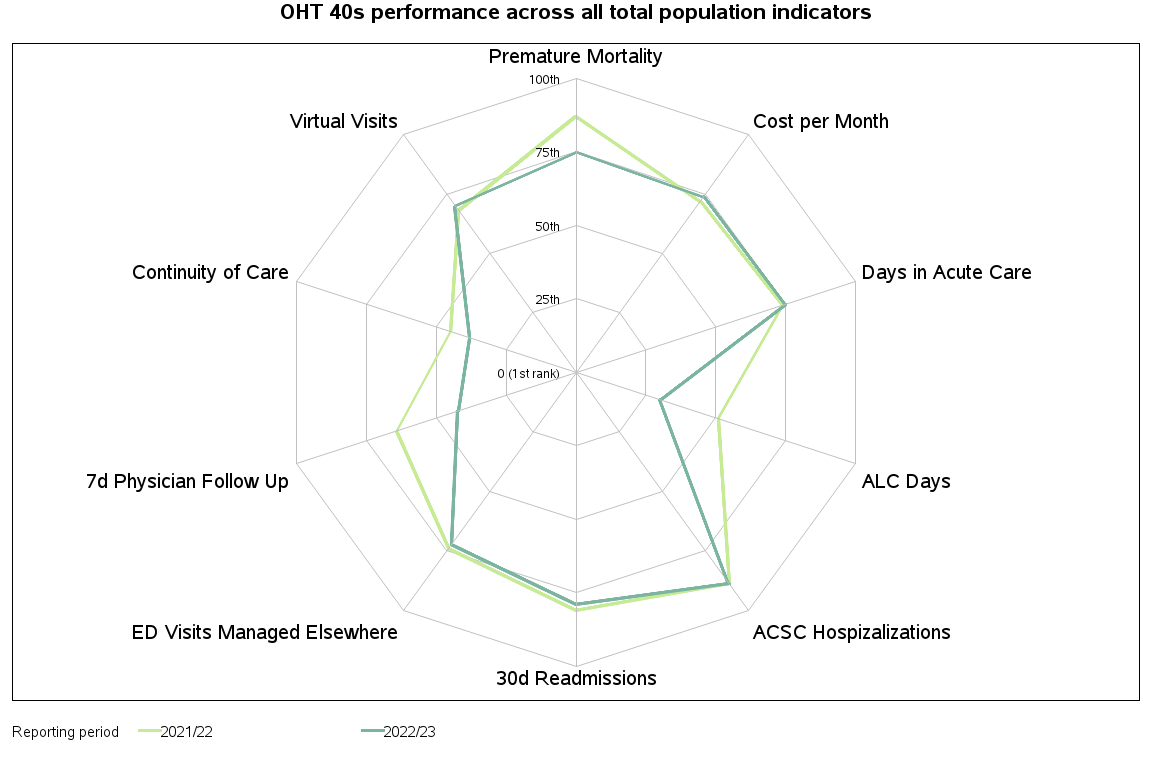 OHT 40s performance across all total population indicators
Premature Mortality
100th
Virtual Visits
Cost per Month
75th
50th
Continuity of Care
Days in Acute Care
25th
0 (1st rank)
7d Physician Follow Up
ALC Days
ED Visits Managed Elsewhere
ACSC Hospizalizations
30d Readmissions
Reporting period 2021/22 2022/23